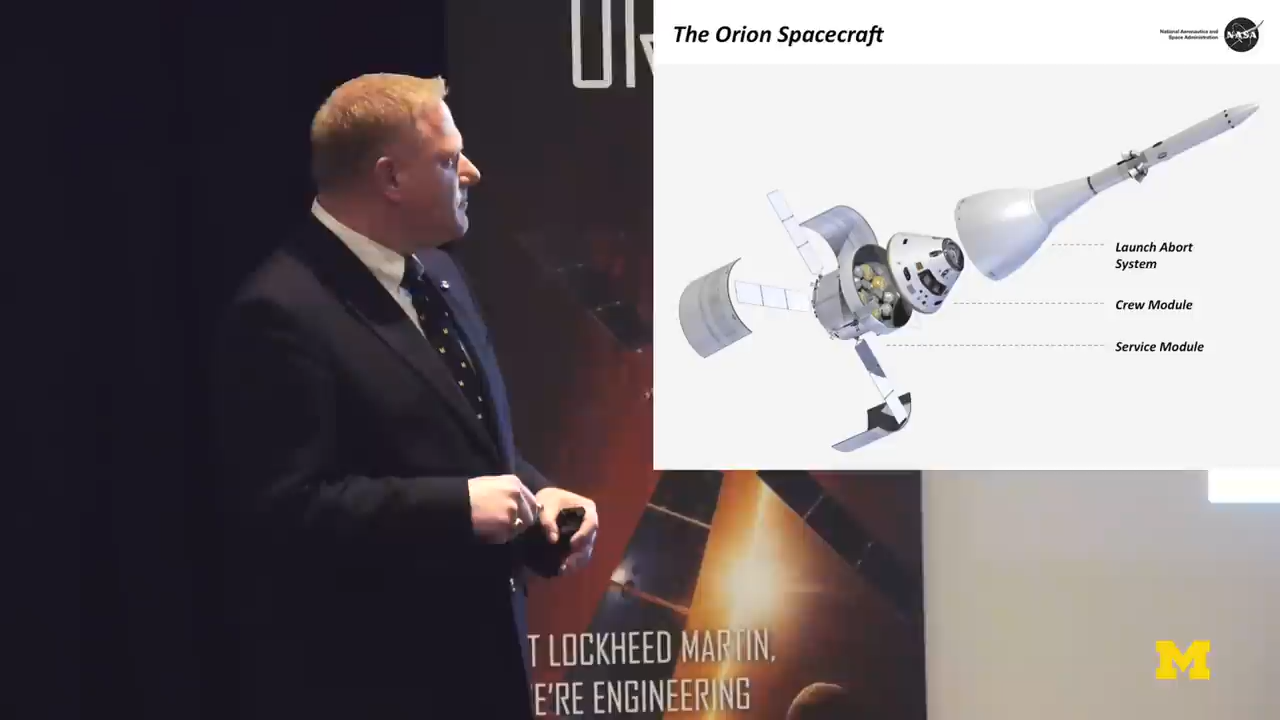 The Orion Spacecraft
National Aeronautics and
Space Administration
NASA
Launch Abort
System
Crew Module
Service Module
T LOCKHEED MARTIN,
E'RE ENGINEERING
M